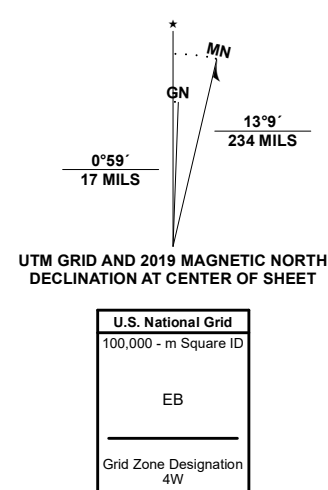 ★
MN
GN
13°9´
234 MILS
0°59´
17 MILS
UTM GRID AND 2019 MAGNETIC NORTH
DECLINATION AT CENTER OF SHEET
U.S. National Grid
100,000 - m Square ID
EB
Grid Zone Designation
4W